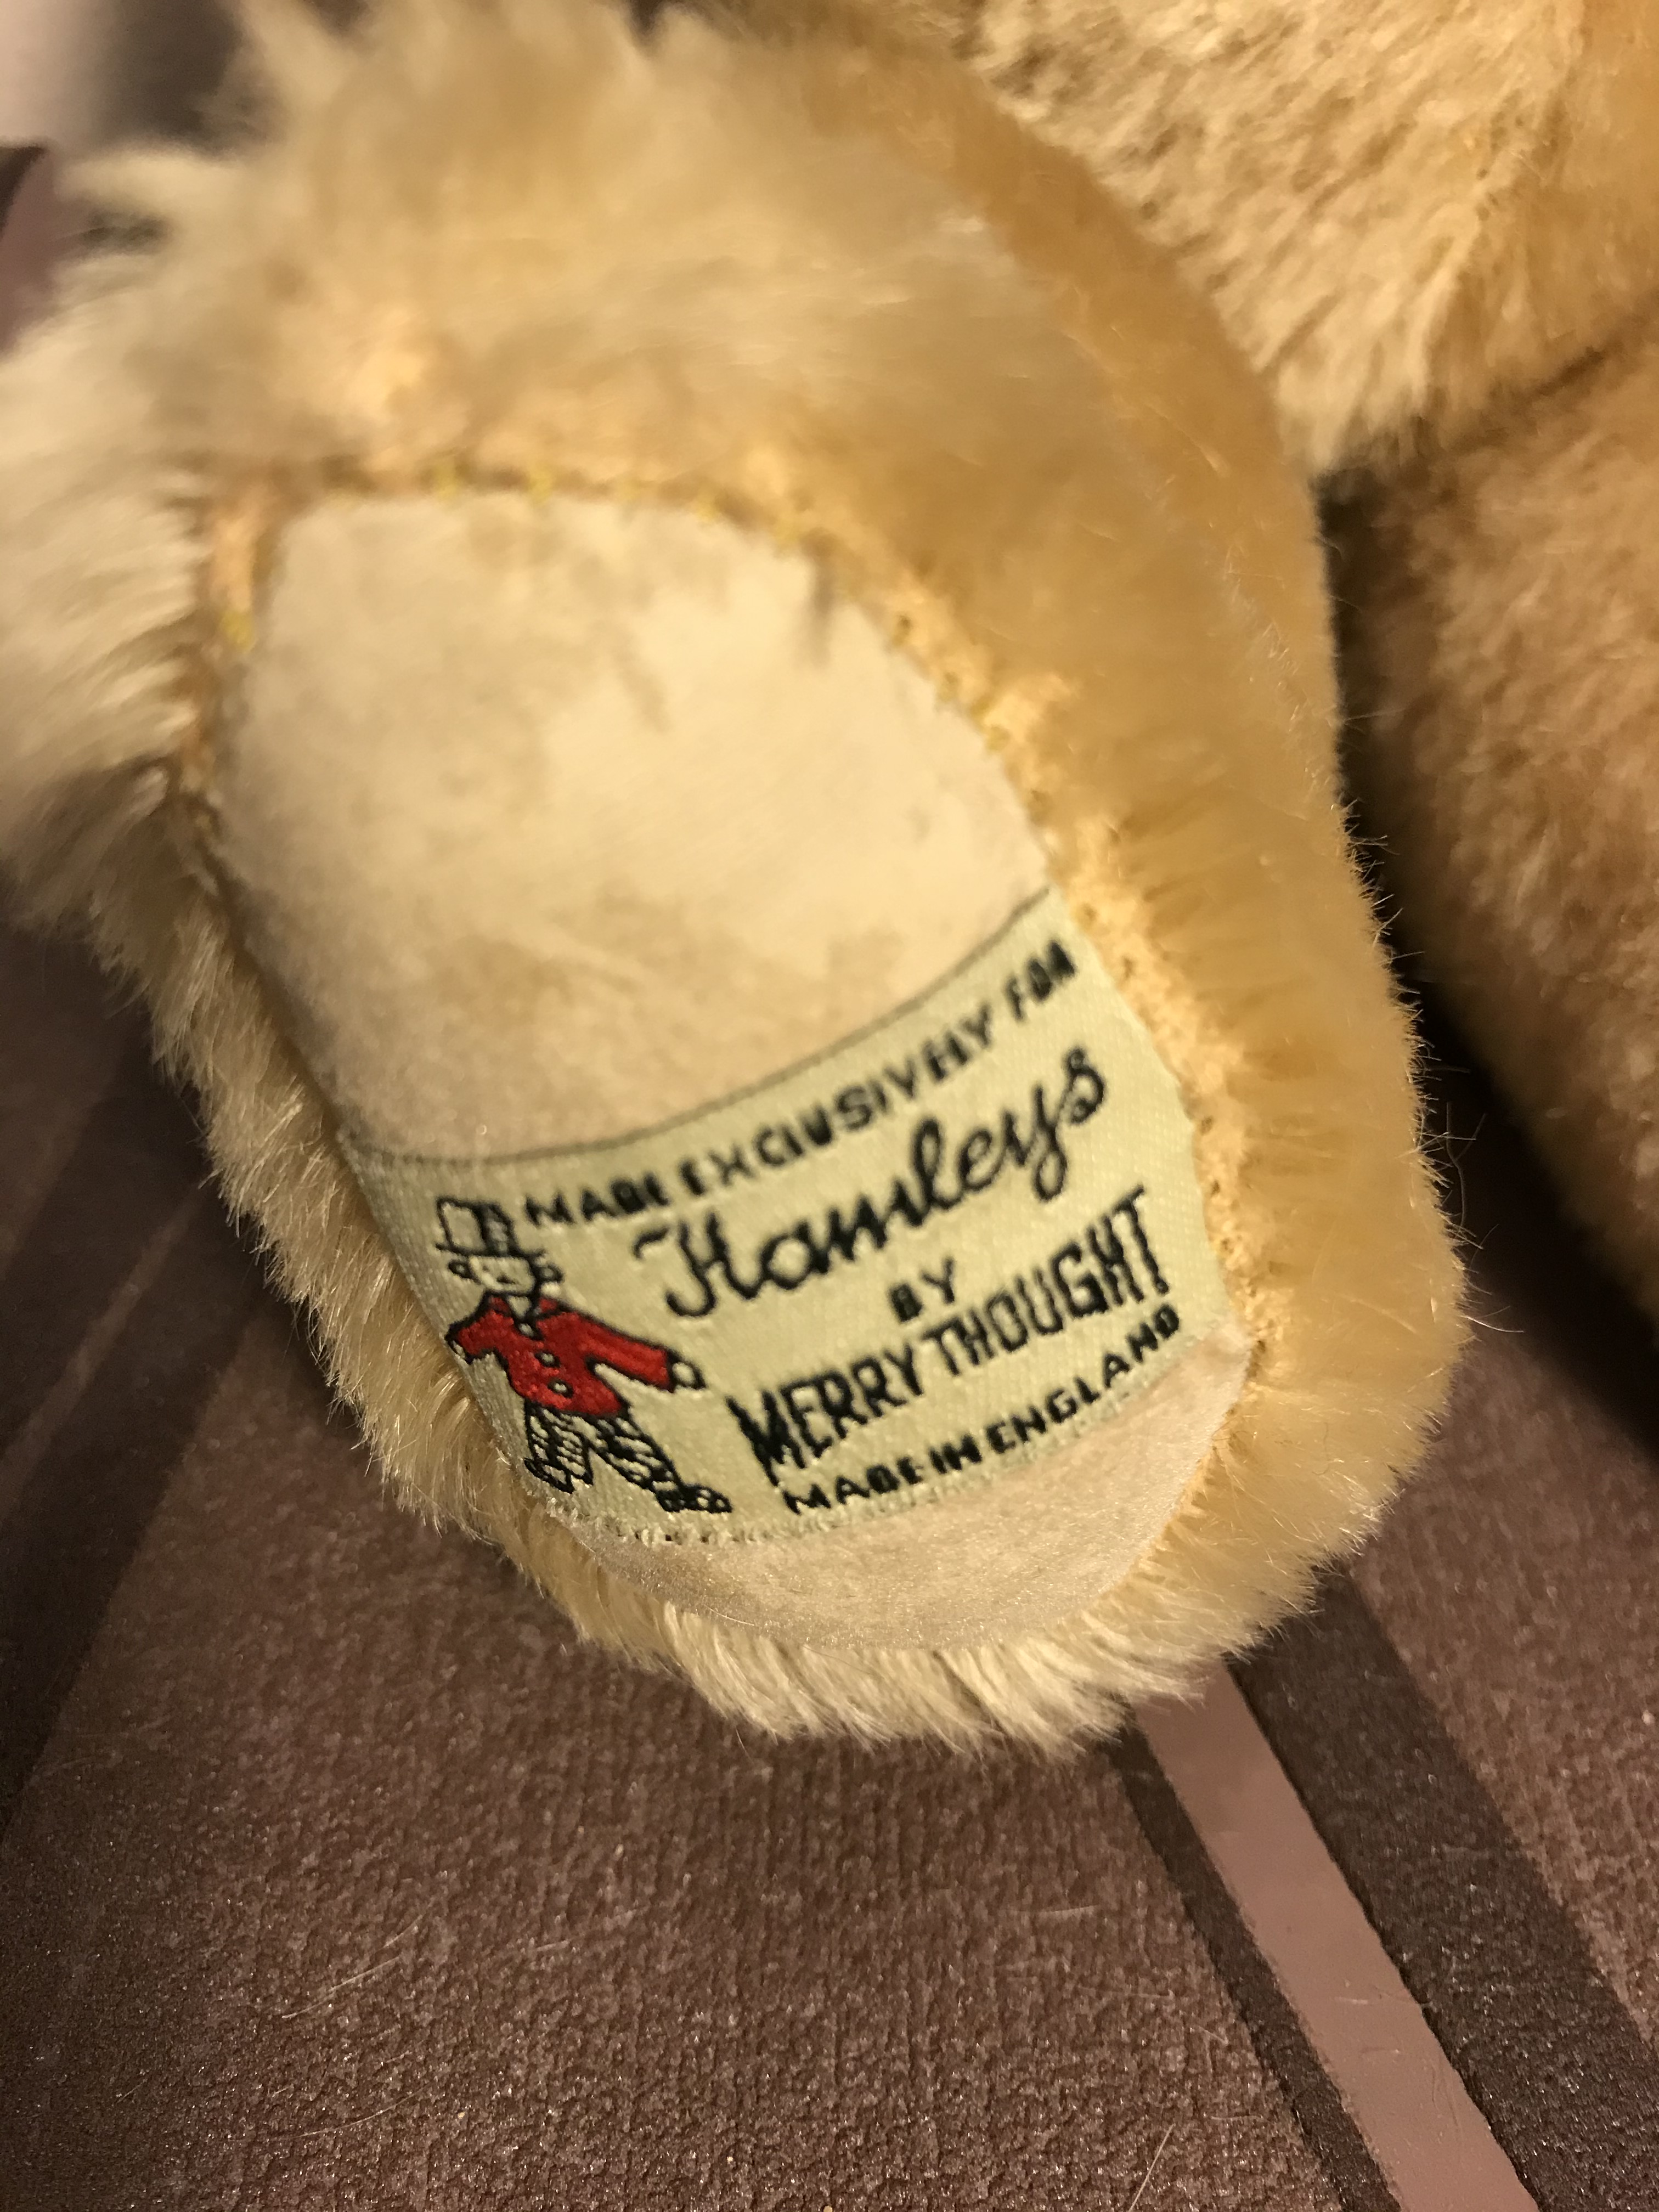 MADE EXCLUSIVELY FOR
Hamleys
BY
MERRYTHOUGHT
MADE IN ENGLAND